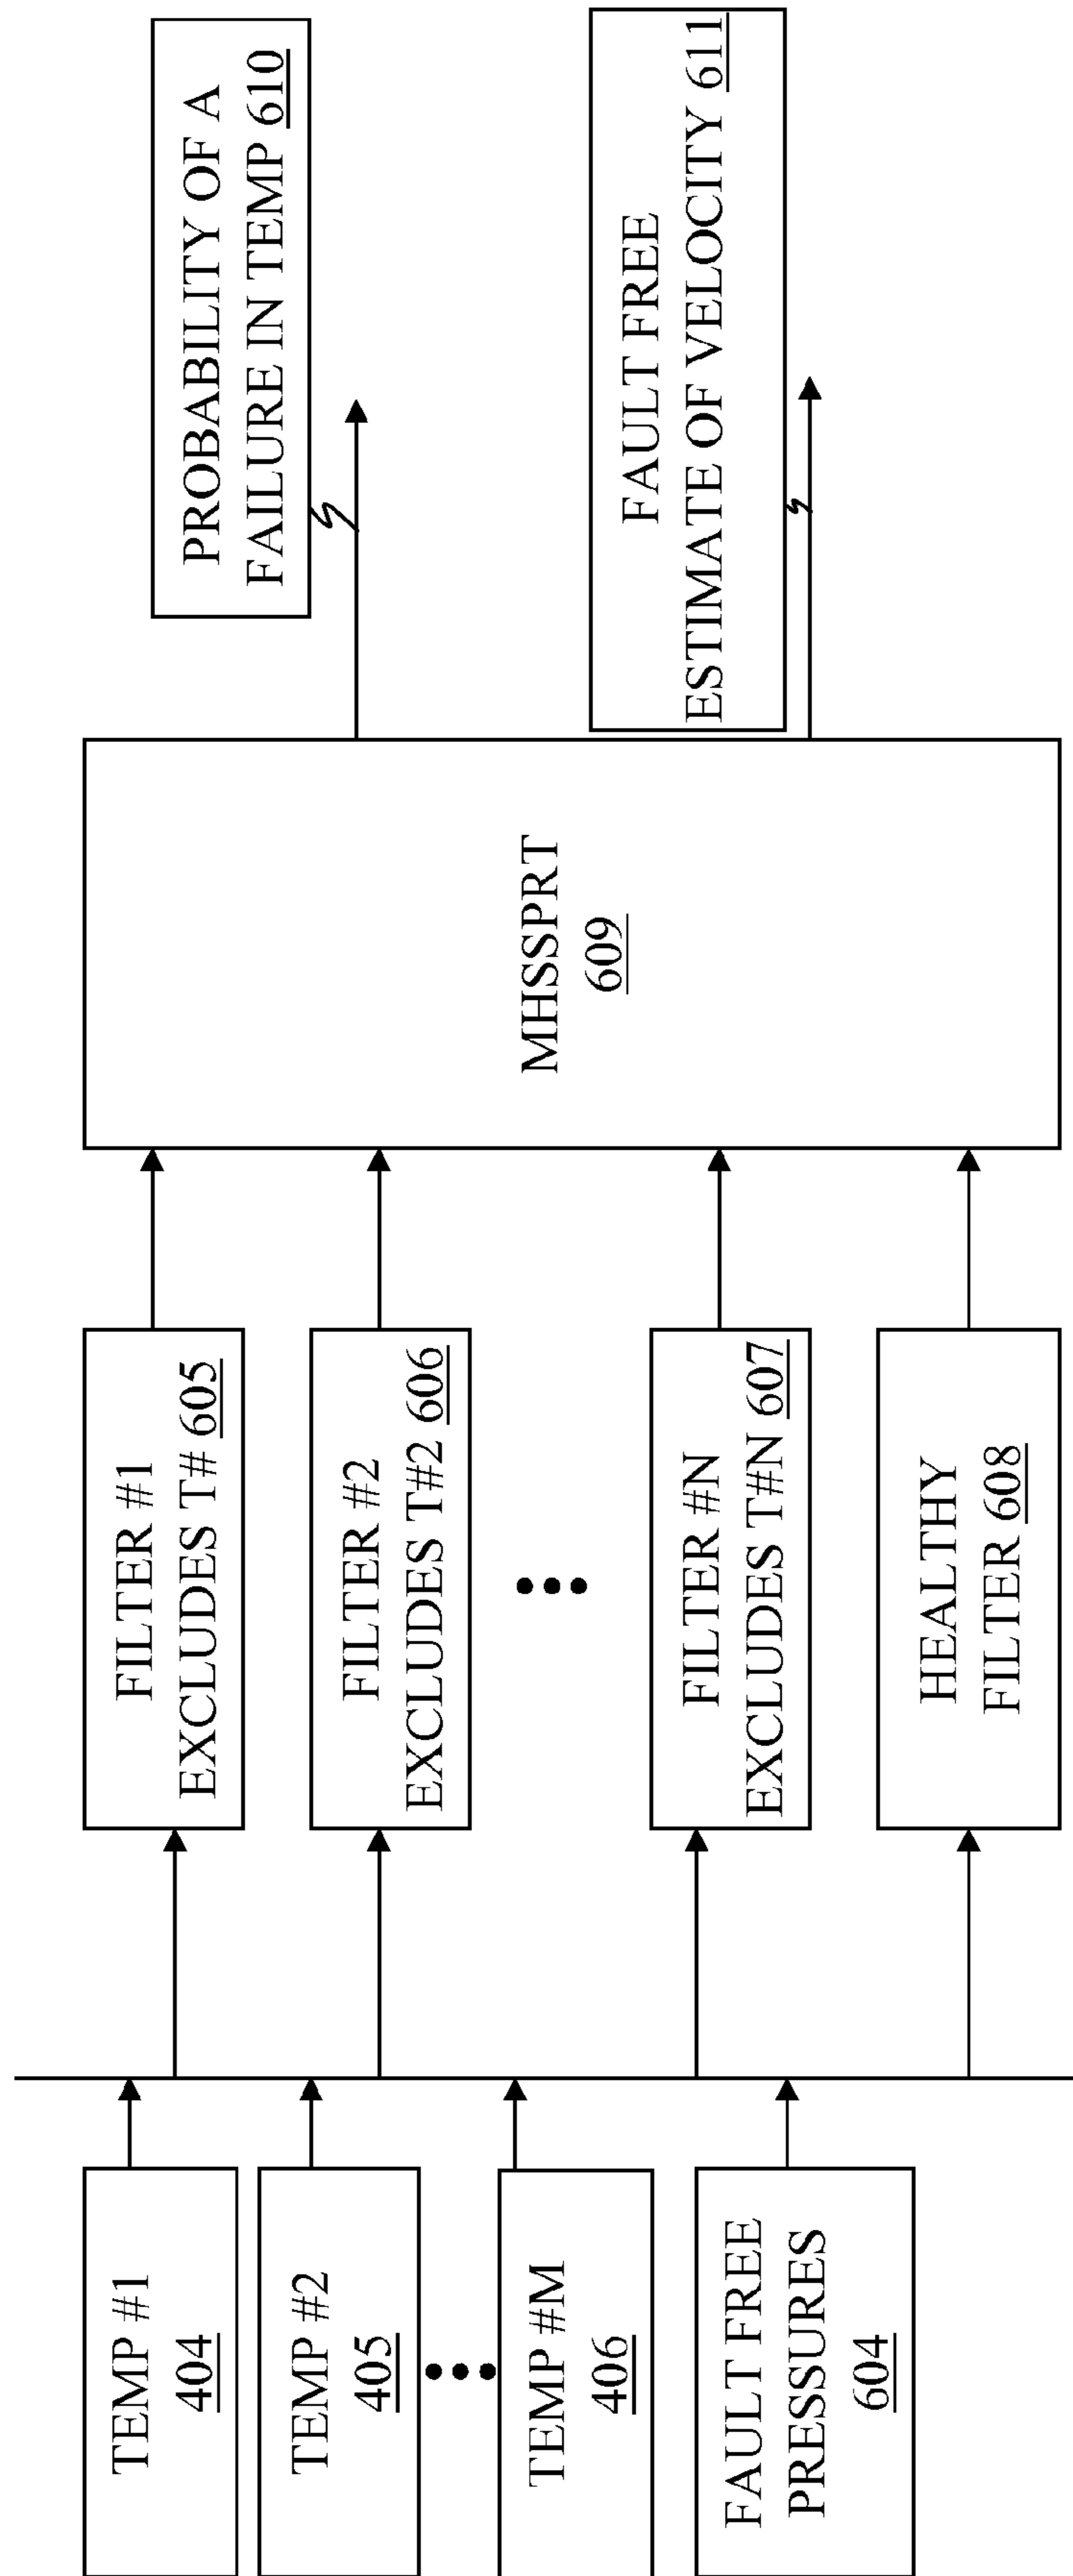 TEMP #1
404
TEMP #2
405
TEMP #M
406
FAULT FREE
PRESSURES
604
FILTER #1
EXCLUDES T# 605
FILTER #2
EXCLUDES T#2 606
FILTER #N
EXCLUDES T#N 607
HEALTHY
FILTER 608
MHSSPRT
609
PROBABILITY OF A
FAILURE IN TEMP 610
FAULT FREE
ESTIMATE OF VELOCITY 611